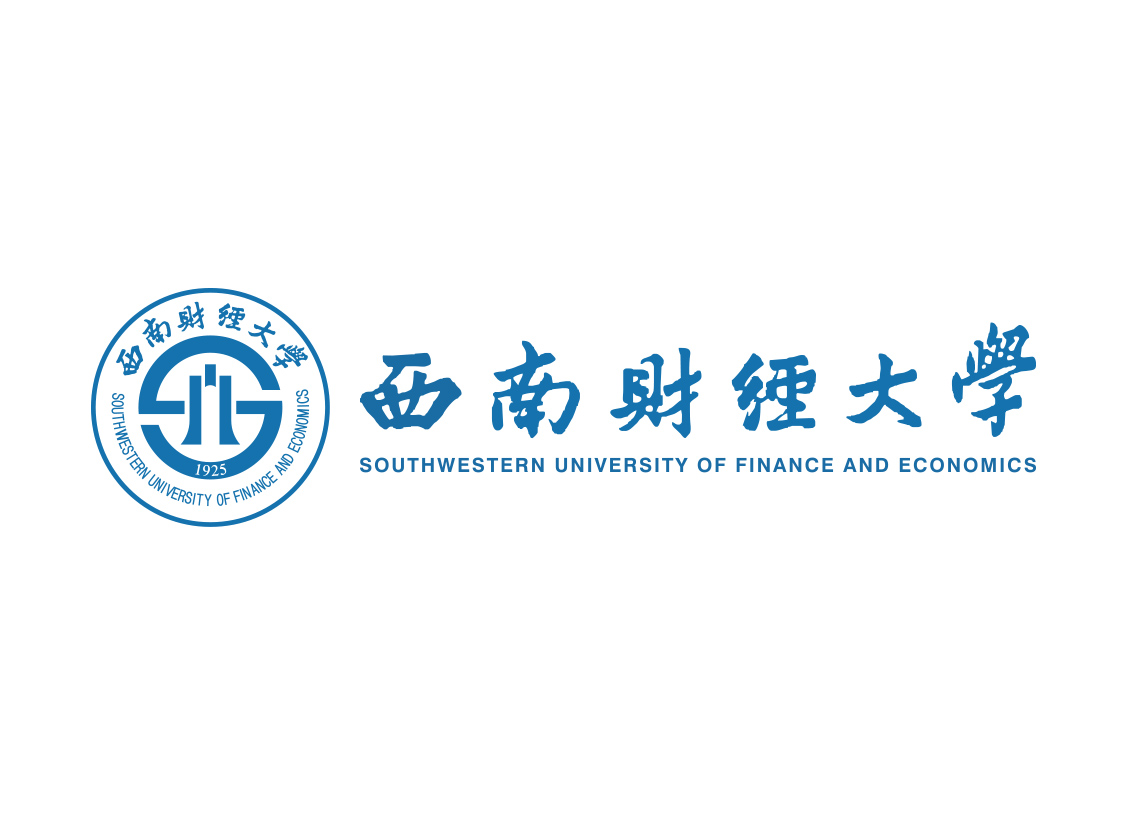 西南財經大學
1925
SOUTHWESTERN UNIVERSITY OF FINANCE AND ECONOMICS
西南財經大學
SOUTHWESTERN UNIVERSITY OF FINANCE AND ECONOMICS